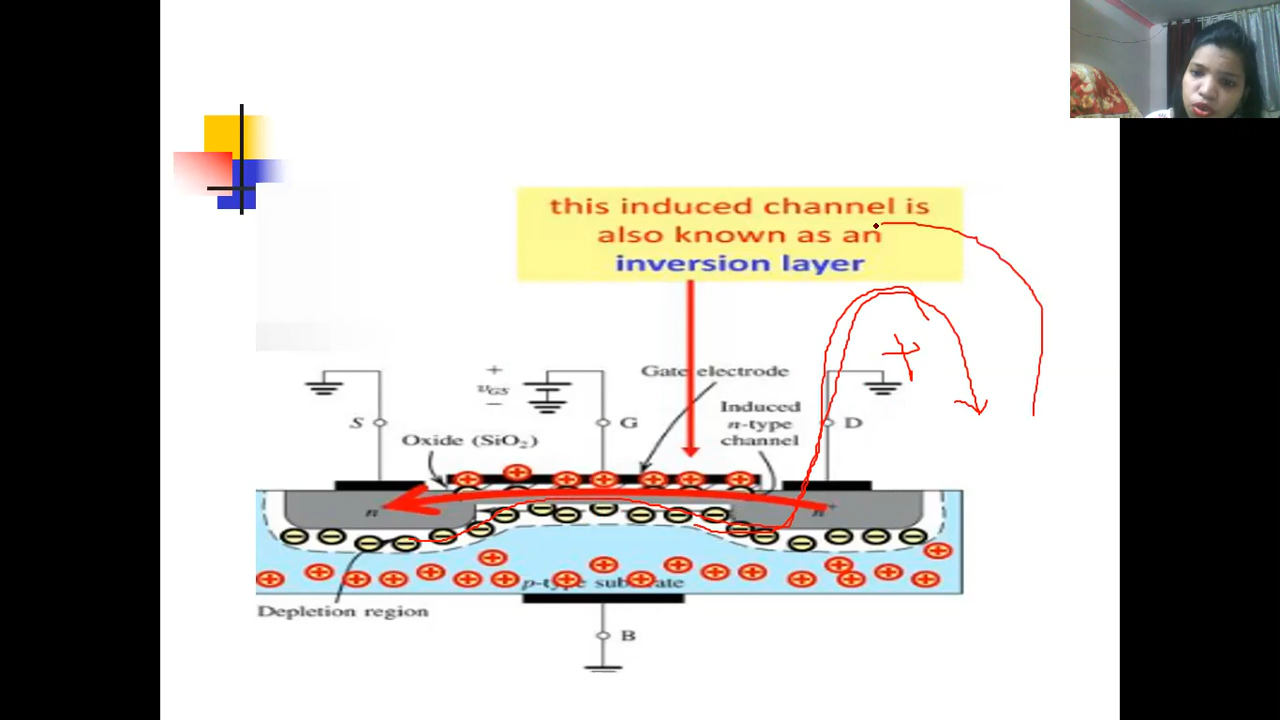 this induced channel is
also known as an
inversion layer
+
Gate electrode
vGS
−
Induced
n-type
channel
S
G
D
Oxide (SiO2)
n
n+
p-type substrate
Depletion region
B